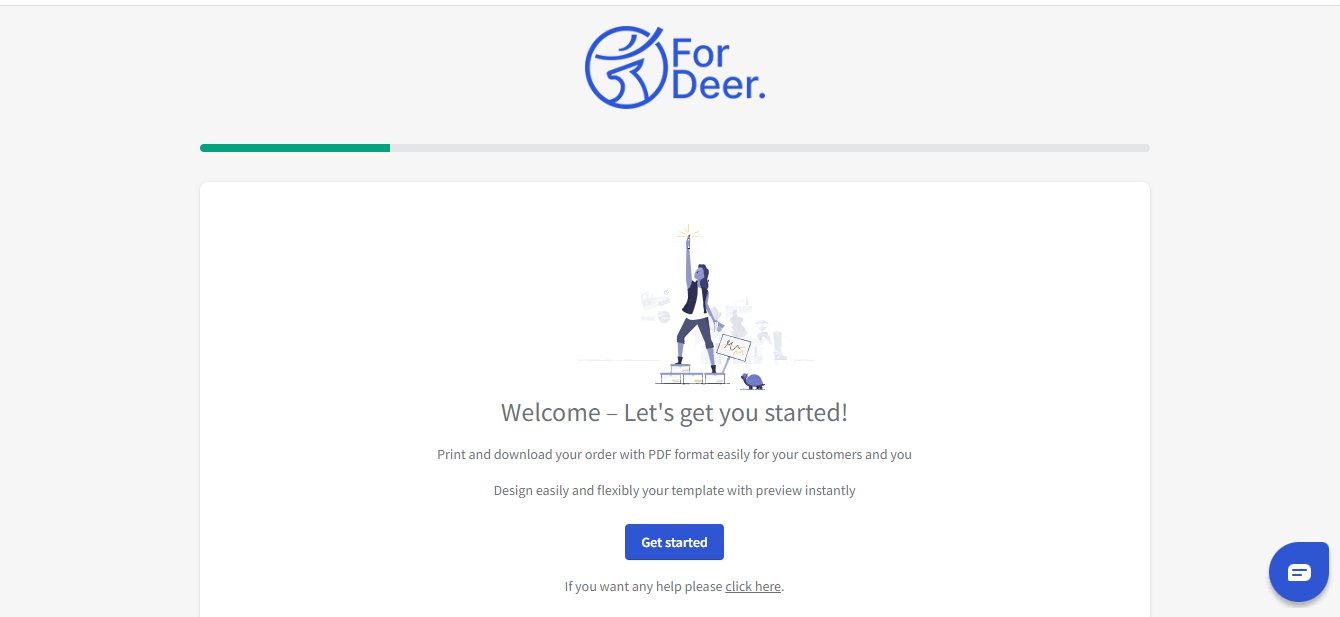 For
Deer.
Welcome – Let's get you started!
Print and download your order with PDF format easily for your customers and you
Design easily and flexibly your template with preview instantly
Get started
If you want any help please click here.